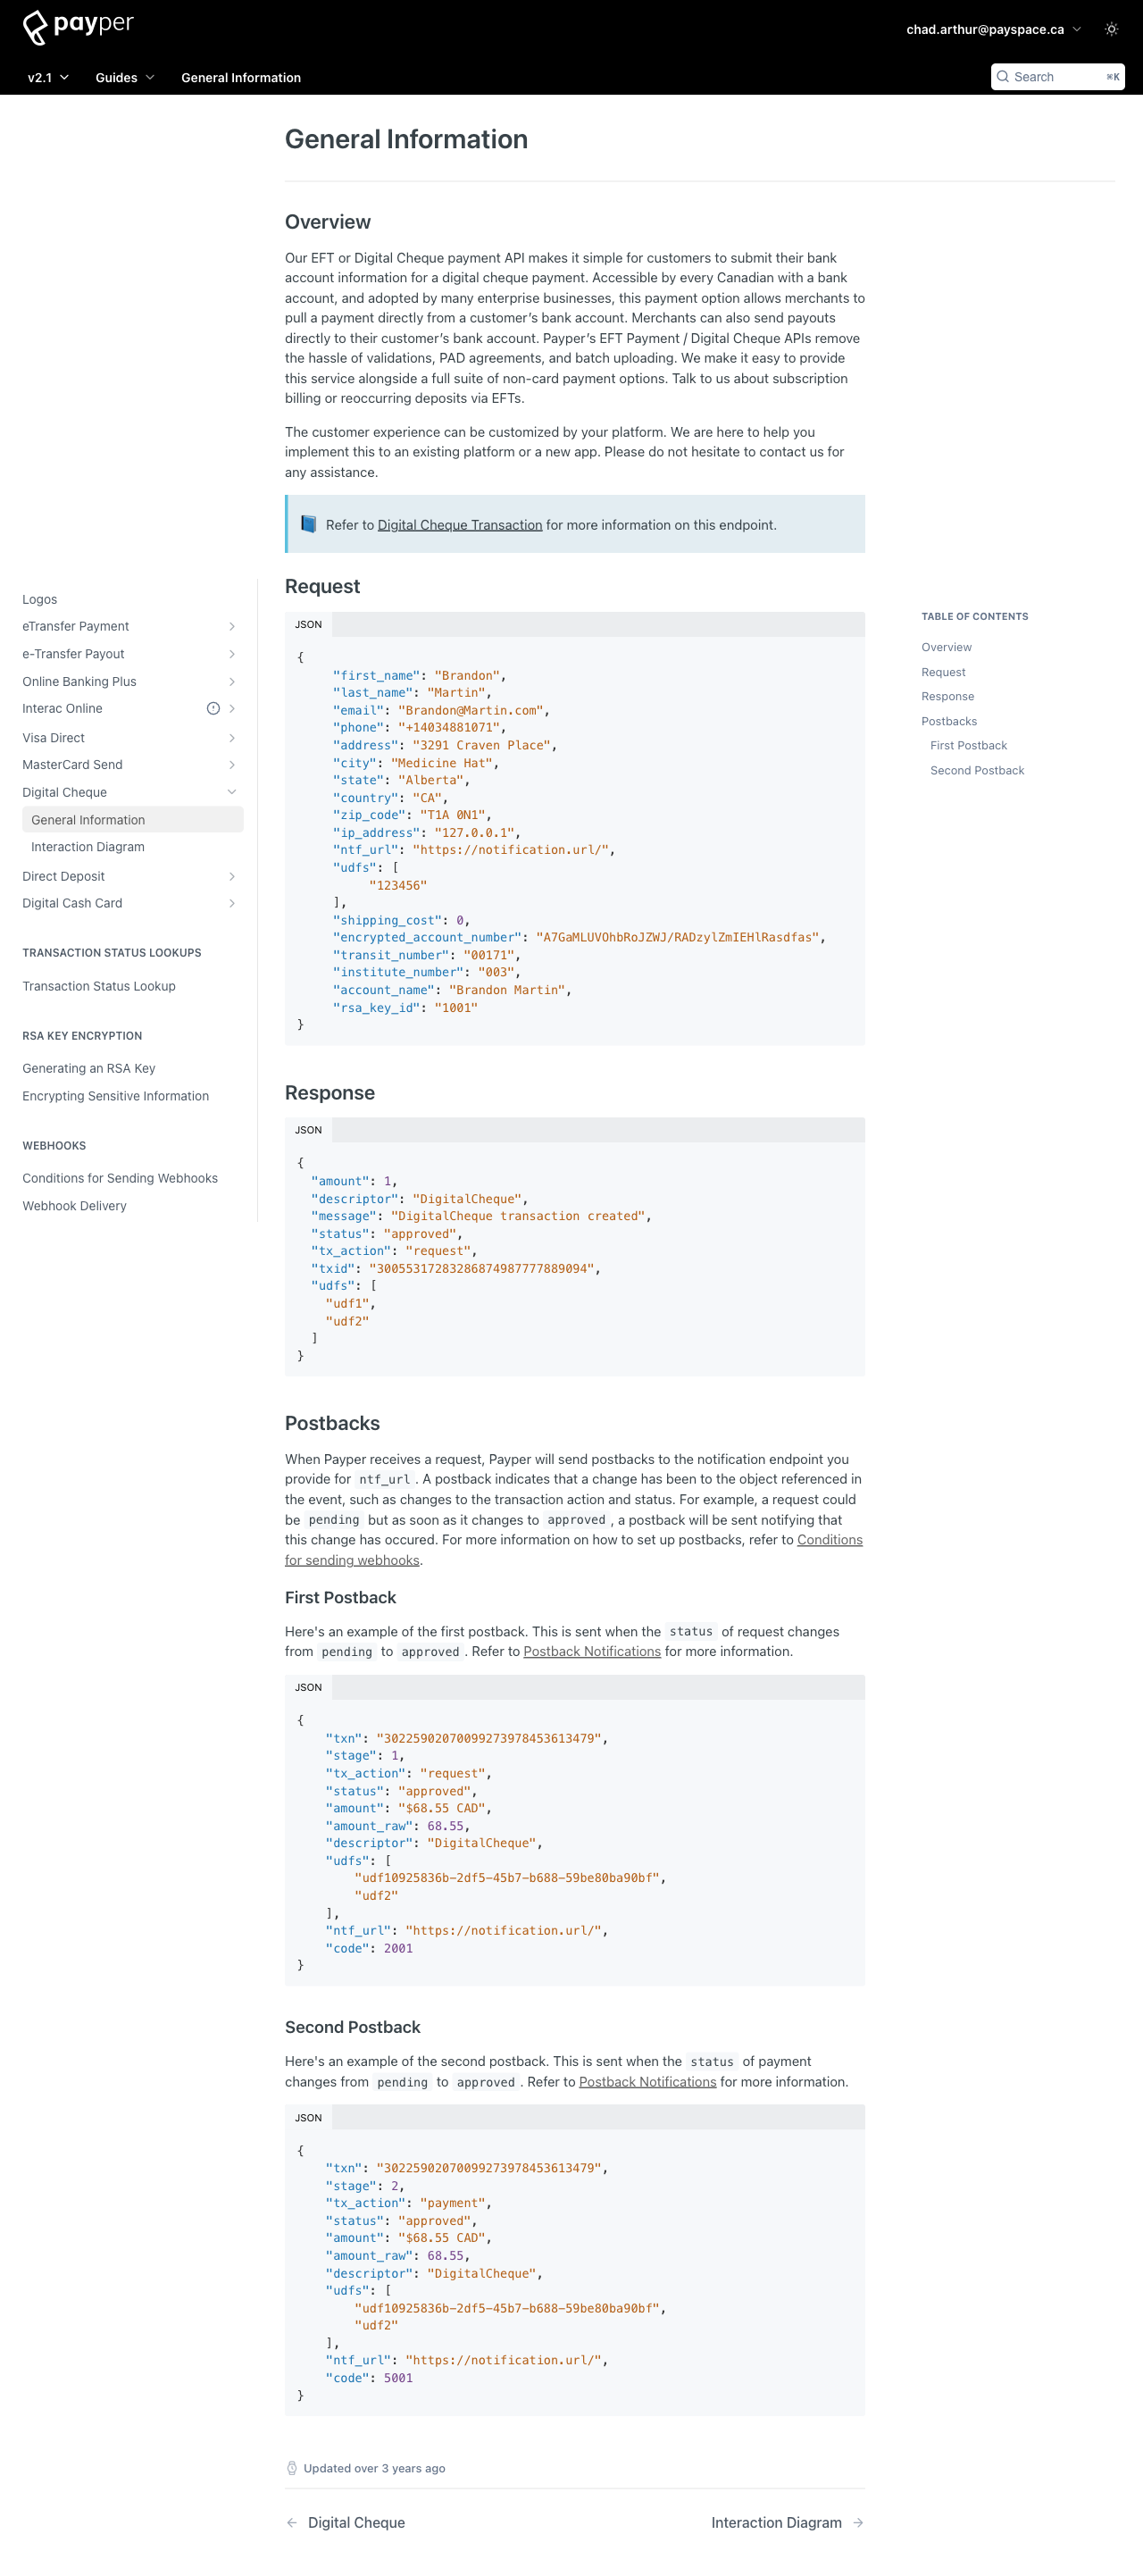 payper
chad.arthur@payspace.ca
v2.1
Guides
General Information
Search
⌘K
General Information
Overview
Our EFT or Digital Cheque payment API makes it simple for customers to submit their bank
account information for a digital cheque payment. Accessible by every Canadian with a bank
account, and adopted by many enterprise businesses, this payment option allows merchants to
pull a payment directly from a customer’s bank account. Merchants can also send payouts
directly to their customer’s bank account. Payper’s EFT Payment / Digital Cheque APIs remove
the hassle of validations, PAD agreements, and batch uploading. We make it easy to provide
this service alongside a full suite of non-card payment options. Talk to us about subscription
billing or reoccurring deposits via EFTs.
The customer experience can be customized by your platform. We are here to help you
implement this to an existing platform or a new app. Please do not hesitate to contact us for
any assistance.
Refer to Digital Cheque Transaction for more information on this endpoint.
Logos
eTransfer Payment
e-Transfer Payout
Online Banking Plus
Interac Online
Visa Direct
MasterCard Send
Digital Cheque
General Information
Interaction Diagram
Direct Deposit
Digital Cash Card
TRANSACTION STATUS LOOKUPS
Transaction Status Lookup
RSA KEY ENCRYPTION
Generating an RSA Key
Encrypting Sensitive Information
WEBHOOKS
Conditions for Sending Webhooks
Webhook Delivery
Request
JSON
{
"first_name": "Brandon",
"last_name": "Martin",
"email": "Brandon@Martin.com",
"phone": "+14034881071",
"address": "3291 Craven Place",
"city": "Medicine Hat",
"state": "Alberta",
"country": "CA",
"zip_code": "T1A 0N1",
"ip_address": "127.0.0.1",
"ntf_url": "https://notification.url/",
"udfs": [
"123456"
],
"shipping_cost": 0,
"encrypted_account_number": "A7GaMLUVOhbRoJZWJ/RADzylZmIEHlRasdfas",
"transit_number": "00171",
"institute_number": "003",
"account_name": "Brandon Martin",
"rsa_key_id": "1001"
}
TABLE OF CONTENTS
Overview
Request
Response
Postbacks
First Postback
Second Postback
Response
JSON
{
"amount": 1,
"descriptor": "DigitalCheque",
"message": "DigitalCheque transaction created",
"status": "approved",
"tx_action": "request",
"txid": "30055317283286874987777889094",
"udfs": [
"udf1",
"udf2"
]
}
Postbacks
When Payper receives a request, Payper will send postbacks to the notification endpoint you
provide for ntf_url. A postback indicates that a change has been to the object referenced in
the event, such as changes to the transaction action and status. For example, a request could
be pending but as soon as it changes to approved, a postback will be sent notifying that
this change has occured. For more information on how to set up postbacks, refer to Conditions
for sending webhooks.
First Postback
Here's an example of the first postback. This is sent when the status of request changes
from pending to approved. Refer to Postback Notifications for more information.
JSON
{
"txn": "30225902070099273978453613479",
"stage": 1,
"tx_action": "request",
"status": "approved",
"amount": "$68.55 CAD",
"amount_raw": 68.55,
"descriptor": "DigitalCheque",
"udfs": [
"udf10925836b-2df5-45b7-b688-59be80ba90bf",
"udf2"
],
"ntf_url": "https://notification.url/",
"code": 2001
}
Second Postback
Here's an example of the second postback. This is sent when the status of payment
changes from pending to approved. Refer to Postback Notifications for more information.
JSON
{
"txn": "30225902070099273978453613479",
"stage": 2,
"tx_action": "payment",
"status": "approved",
"amount": "$68.55 CAD",
"amount_raw": 68.55,
"descriptor": "DigitalCheque",
"udfs": [
"udf10925836b-2df5-45b7-b688-59be80ba90bf",
"udf2"
],
"ntf_url": "https://notification.url/",
"code": 5001
}
Updated over 3 years ago
← Digital Cheque
Interaction Diagram →